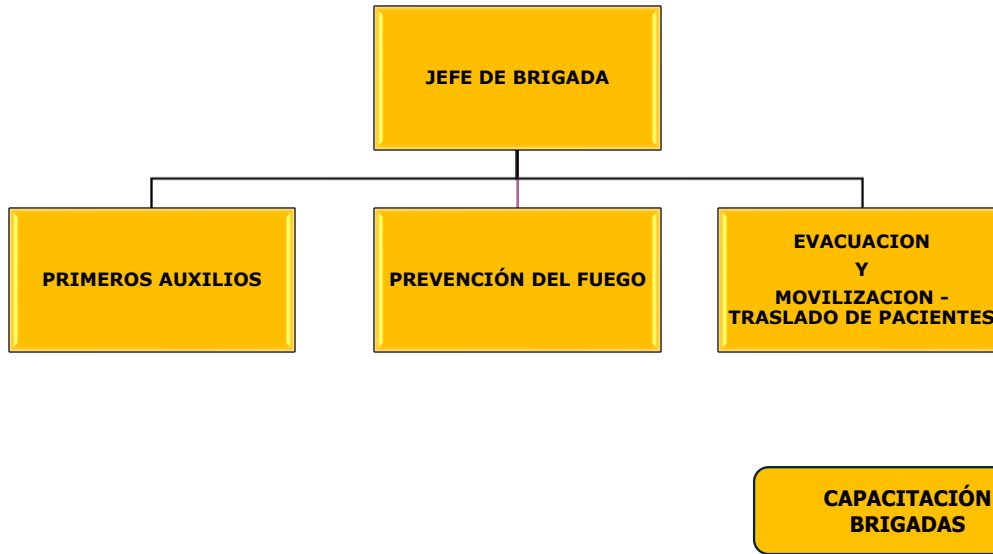 JEFE DE BRIGADA
PRIMEROS AUXILIOS
PREVENCIÓN DEL FUEGO
EVACUACION
Y
MOVILIZACION -
TRASLADO DE PACIENTES
CAPACITACIÓN
BRIGADAS